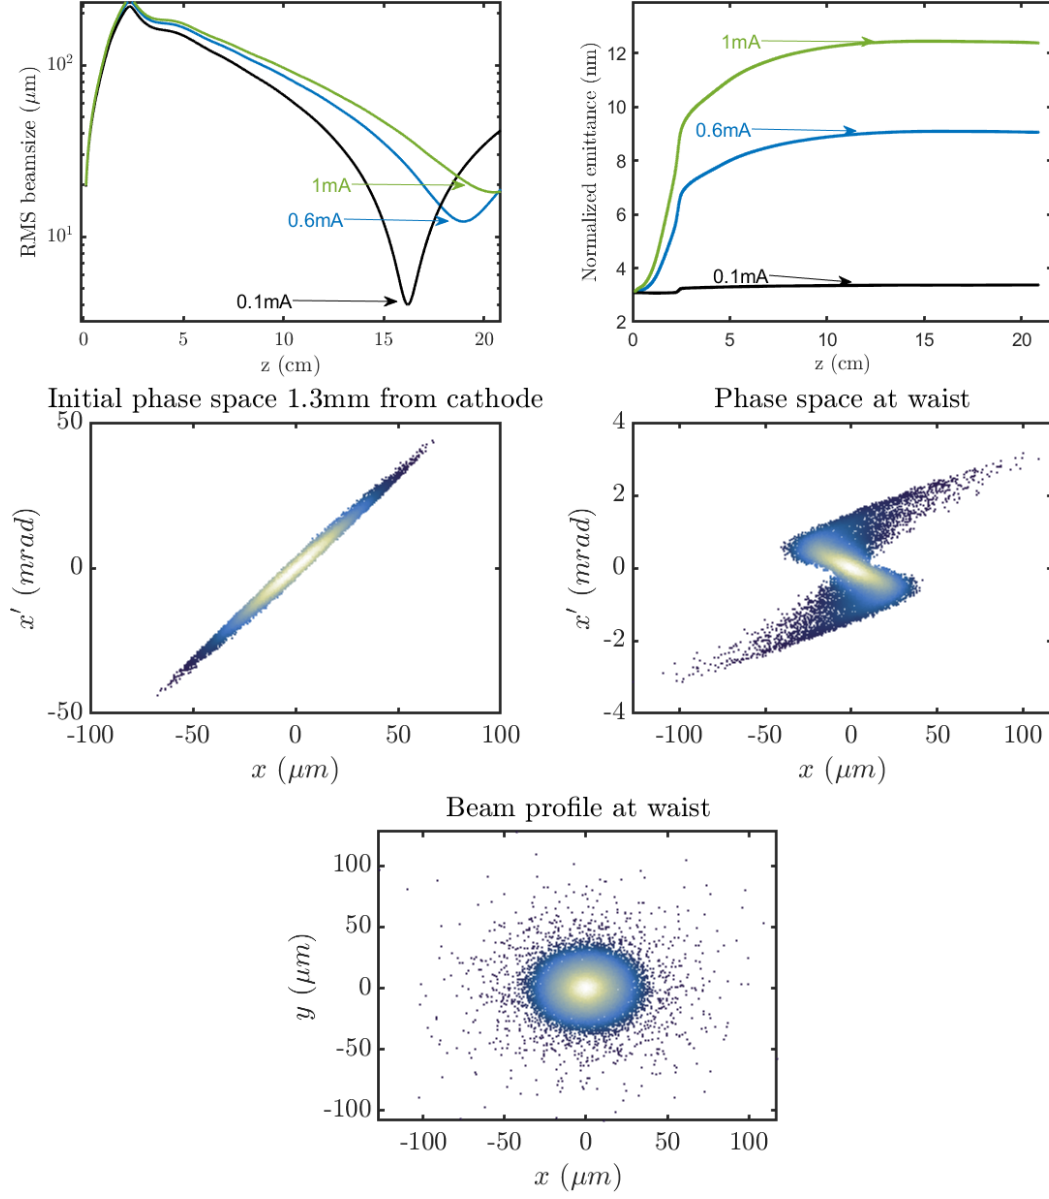 RMS beamsize (μm)
10²
10¹
1mA
0.6mA
0.1mA
0 5 10 15 20
z (cm)
Normalized emittance (nm)
12
10
8
6
4
2
1mA
0.6mA
0.1mA
0 5 10 15 20
z (cm)
Initial phase space 1.3mm from cathode
x′ (mrad)
50
0
-50
-100 -50 0 50 100
x (μm)
Phase space at waist
x′ (mrad)
4
2
0
-2
-4
-100 -50 0 50 100
x (μm)
Beam profile at waist
y (μm)
100
50
0
-50
-100
-100 -50 0 50 100
x (μm)